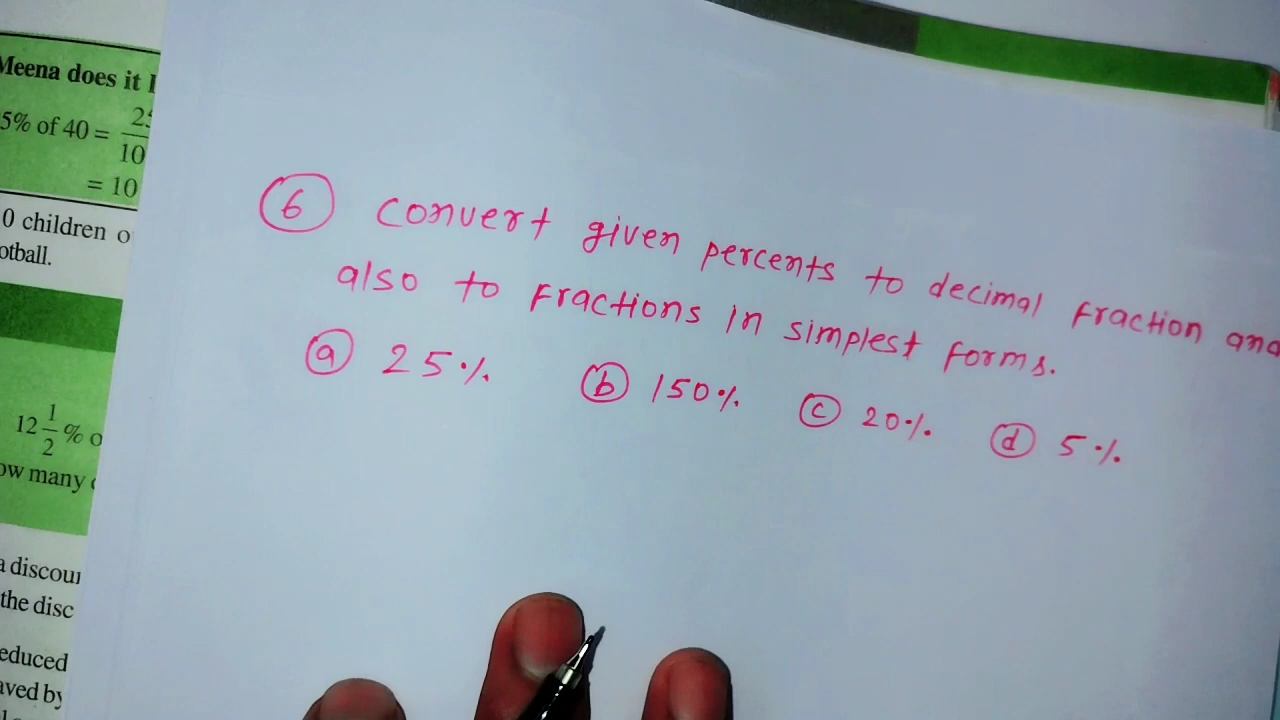 Meena does it
5% of 40 =
10
= 10
0 children
otball.
12 1/2 % o
ow many
the disc
educed
aved by
6 Convert given percents to decimal fraction and
also to Fractions in simplest forms.
a 25% b 150% c 20% d 5%